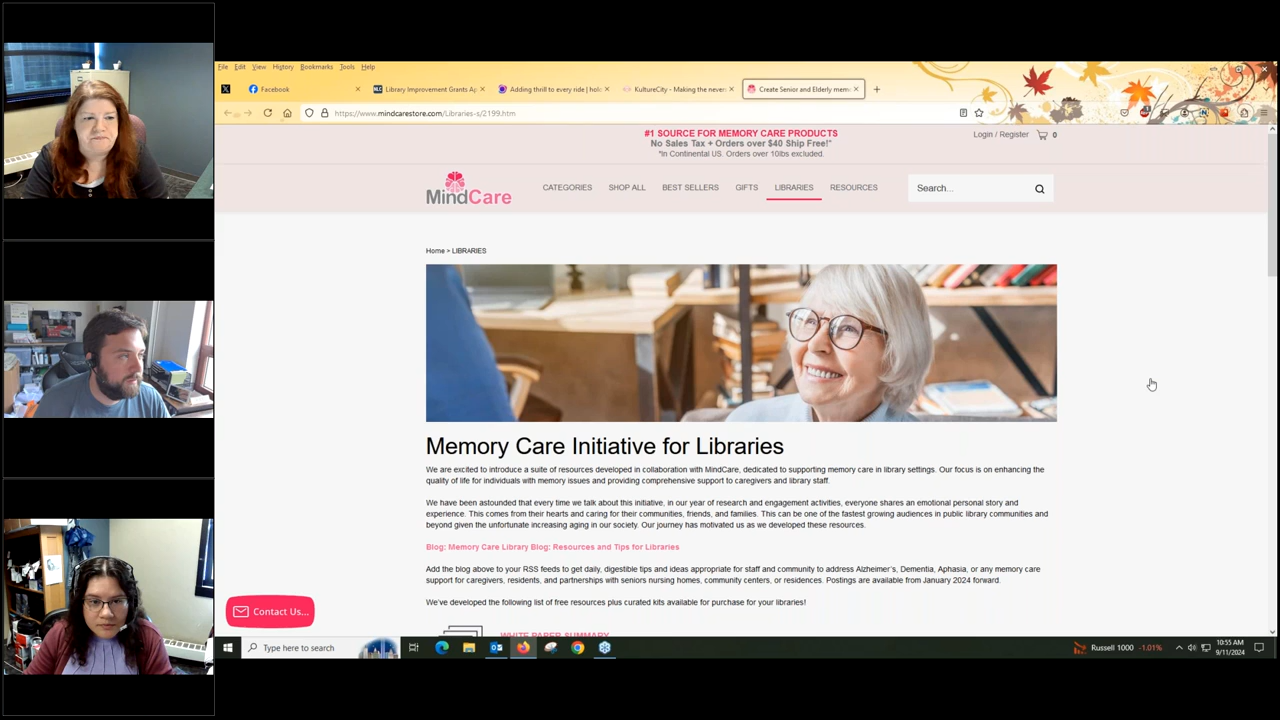 File Edit View History Bookmarks Tools Help
Facebook
Library Improvement Grants Ap
Adding thrill to every ride | holo
KultureCity - Making the never
Create Senior and Elderly mem
https://www.mindcarestore.com/Libraries-s/2199.htm
#1 SOURCE FOR MEMORY CARE PRODUCTS
No Sales Tax + Orders over $40 Ship Free!*
*In Continental US. Orders over 10lbs excluded.
Login / Register
0
MindCare
CATEGORIES
SHOP ALL
BEST SELLERS
GIFTS
LIBRARIES
RESOURCES
Search...
Home > LIBRARIES
Memory Care Initiative for Libraries
We are excited to introduce a suite of resources developed in collaboration with MindCare, dedicated to supporting memory care in library settings. Our focus is on enhancing the
quality of life for individuals with memory issues and providing comprehensive support to caregivers and library staff.
We have been astounded that every time we talk about this initiative, in our year of research and engagement activities, everyone shares an emotional personal story and
experience. This comes from their hearts and caring for their communities, friends, and families. This can be one of the fastest growing audiences in public library communities and
beyond given the unfortunate increasing aging in our society. Our journey has motivated us as we developed these resources.
Blog: Memory Care Library Blog: Resources and Tips for Libraries
Add the blog above to your RSS feeds to get daily, digestible tips and ideas appropriate for staff and community to address Alzheimer's, Dementia, Aphasia, or any memory care
support for caregivers, residents, and partnerships with seniors nursing homes, community centers, or residences. Postings are available from January 2024 forward.
We've developed the following list of free resources plus curated kits available for purchase for your libraries!
WHITE PAPER SUMMARY
Contact Us...
Type here to search
Russell 1000 -1.01%
10:55 AM
9/11/2024